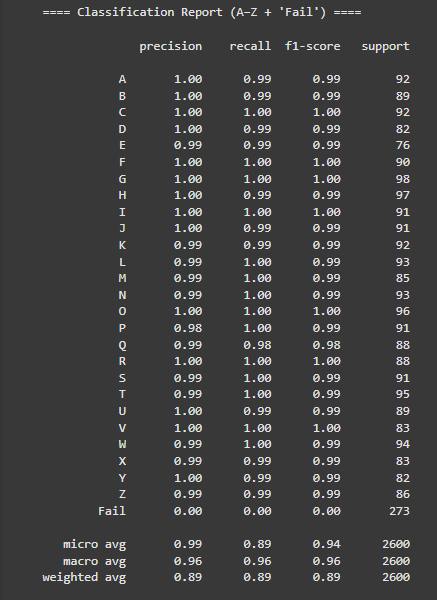 ==== Classification Report (A–Z + 'Fail') ====
precision recall f1-score support
A 1.00 0.99 0.99 92
B 1.00 0.99 0.99 89
C 1.00 1.00 1.00 92
D 1.00 0.99 0.99 82
E 0.99 0.99 0.99 76
F 1.00 1.00 1.00 90
G 1.00 1.00 1.00 98
H 1.00 0.99 0.99 97
I 1.00 1.00 1.00 91
J 1.00 0.99 0.99 91
K 0.99 0.99 0.99 92
L 0.99 1.00 0.99 93
M 0.99 1.00 0.99 85
N 0.99 1.00 0.99 93
O 1.00 1.00 1.00 96
P 0.98 1.00 0.99 91
Q 0.99 0.98 0.98 88
R 1.00 1.00 1.00 88
S 0.99 1.00 0.99 91
T 0.99 1.00 0.99 95
U 1.00 0.99 0.99 89
V 1.00 1.00 1.00 83
W 0.99 1.00 0.99 94
X 0.99 0.99 0.99 83
Y 1.00 0.99 0.99 82
Z 0.99 0.99 0.99 86
Fail 0.00 0.00 0.00 273
micro avg 0.99 0.89 0.94 2600
macro avg 0.96 0.96 0.96 2600
weighted avg 0.89 0.89 0.89 2600